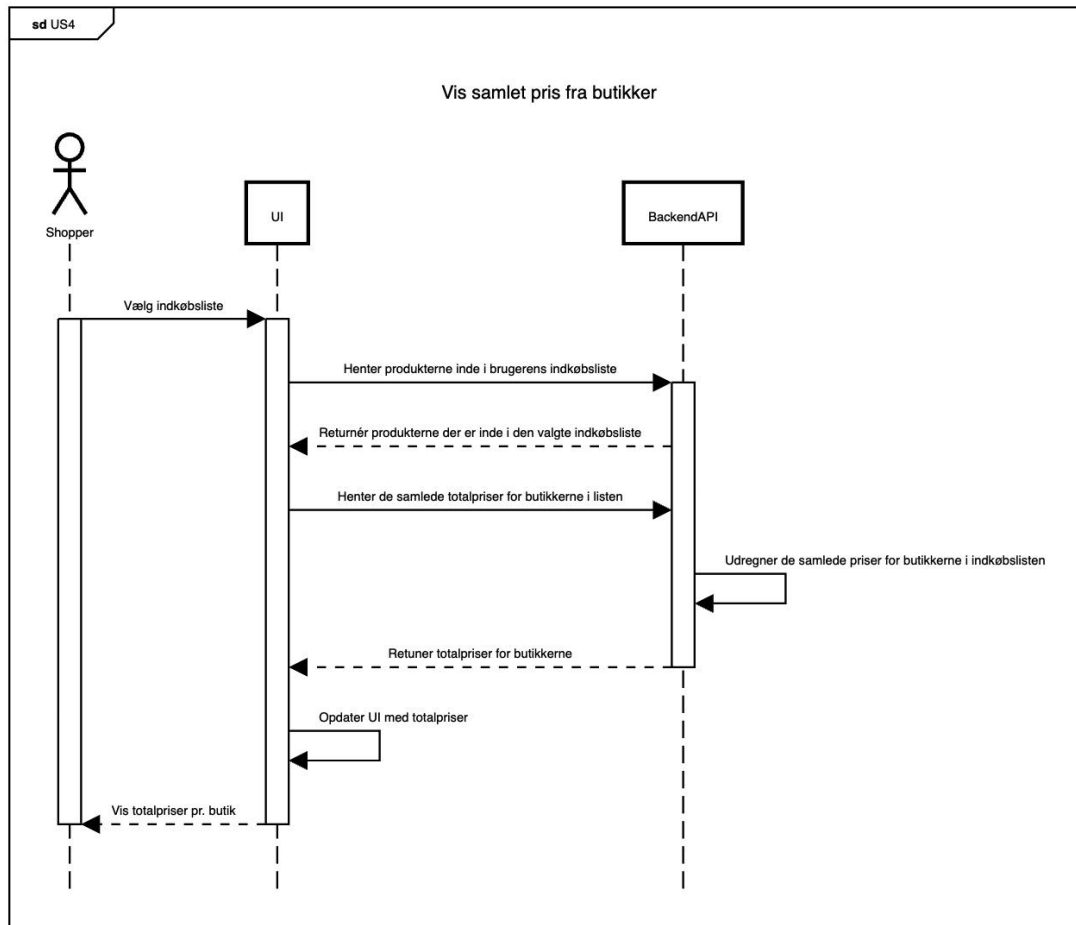 sd US4
Vis samlet pris fra butikker
Shopper
UI
BackendAPI
Vælg indkøbsliste
Henter produkterne inde i brugerens indkøbsliste
Returnér produkterne der er inde i den valgte indkøbsliste
Henter de samlede totalpriser for butikkerne i listen
Udregner de samlede priser for butikkerne i indkøbslisten
Retuner totalpriser for butikkerne
Opdater UI med totalpriser
Vis totalpriser pr. butik